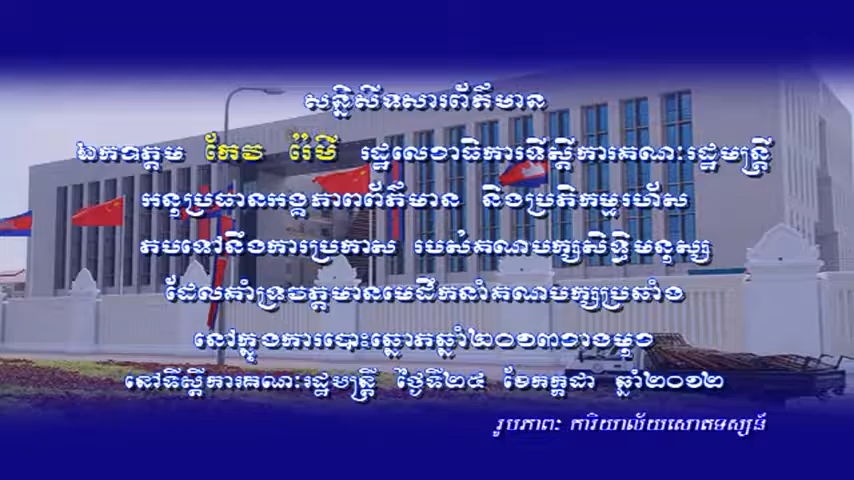 សន្និសីទសារព័ត៌មាន
ឯកឧត្តម កែវ រ៉េមី រដ្ឋលេខាធិការទីស្ដីការគណៈរដ្ឋមន្ត្រី
អនុប្រធានអង្គភាពព័ត៌មាន និងប្រតិកម្មរហ័ស
តបទៅនឹងការប្រកាស របស់គណបក្សសិទ្ធិមនុស្ស
ដែលគាំទ្រវត្តមានមេដឹកនាំគណបក្សប្រឆាំង
នៅក្នុងការបោះឆ្នោតឆ្នាំ២០១៣ខាងមុខ
នៅទីស្ដីការគណៈរដ្ឋមន្ត្រី ថ្ងៃទី២៥ ខែកក្កដា ឆ្នាំ២០១២
រូបភាពៈ ការិយាល័យសោតទស្សន៍